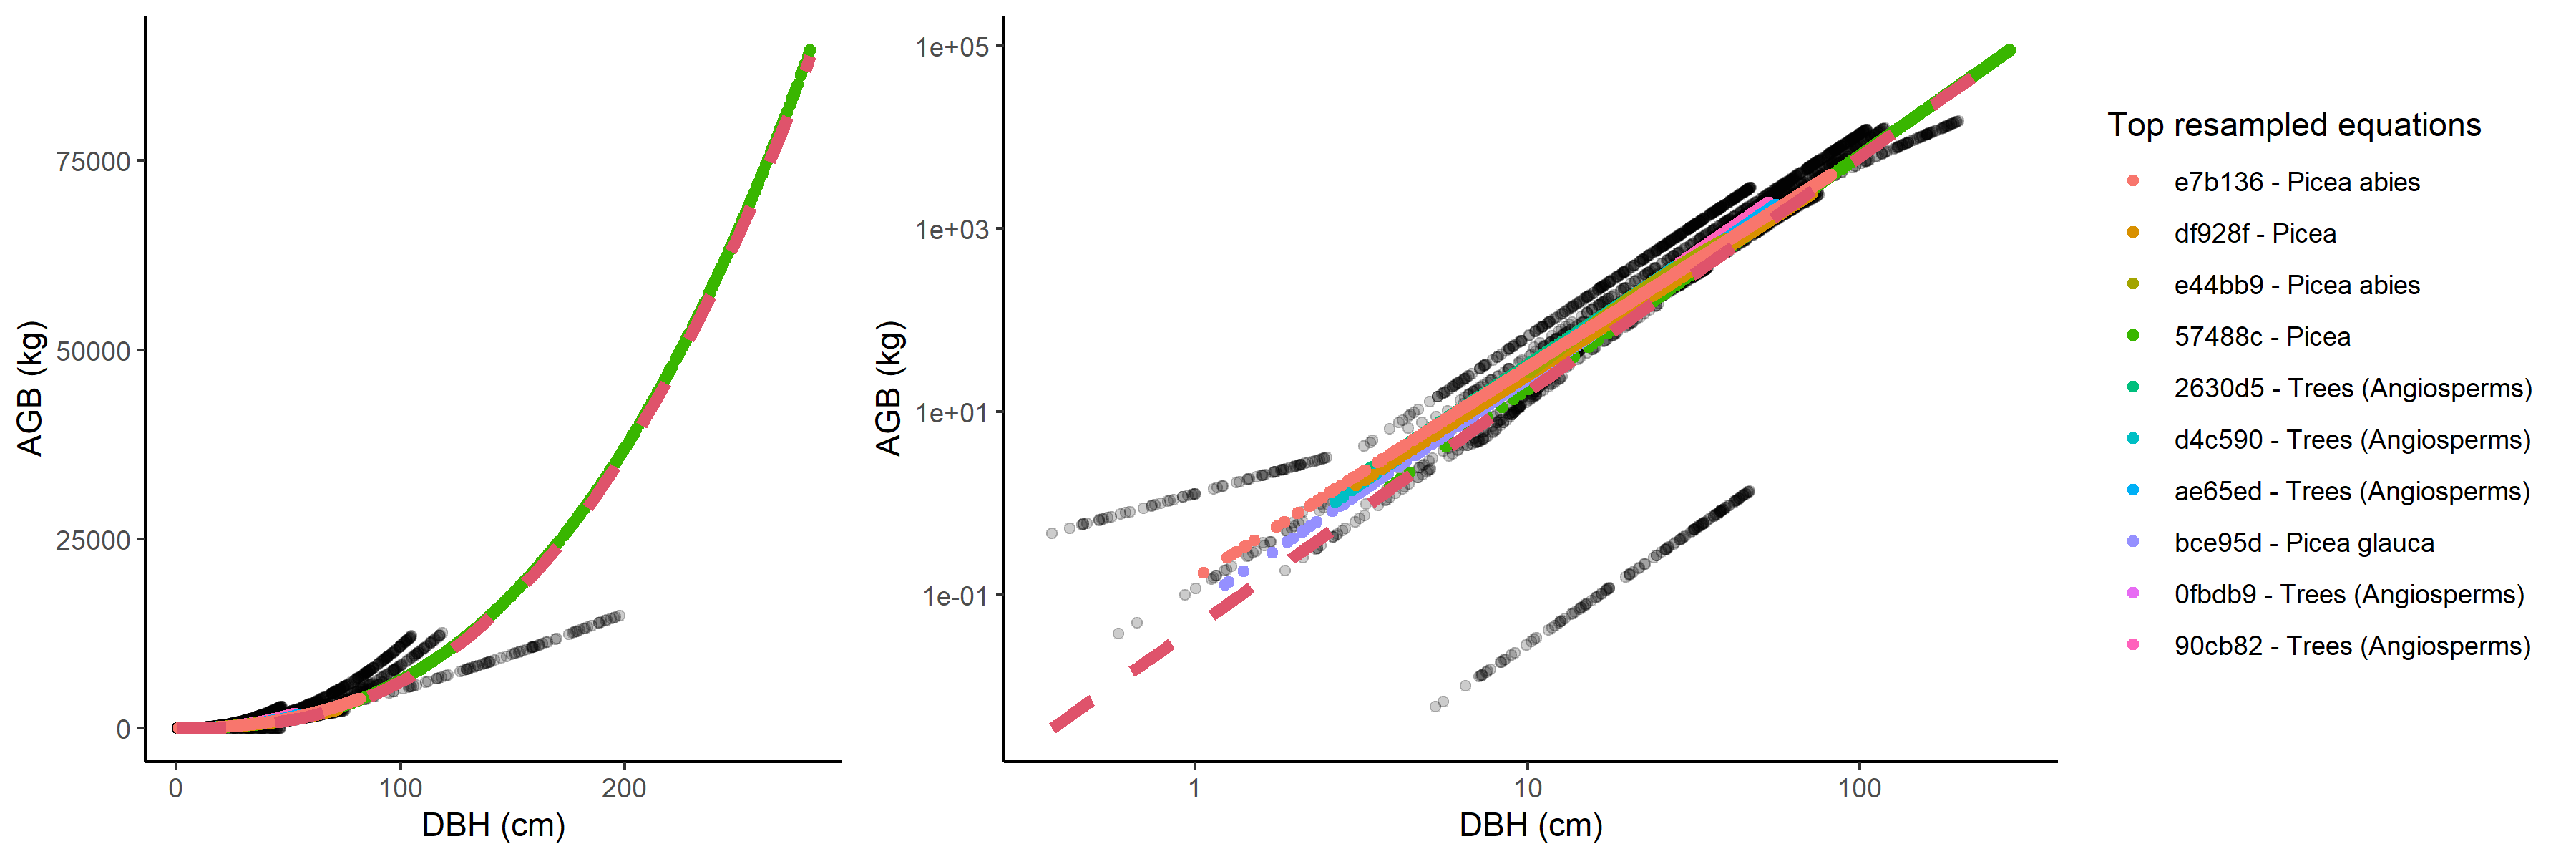 75000
50000
25000
0
AGB (kg)
0
100
200
DBH (cm)
1e+05
1e+03
1e+01
1e-01
AGB (kg)
1
10
100
DBH (cm)
Top resampled equations
e7b136 - Picea abies
df928f - Picea
e44bb9 - Picea abies
57488c - Picea
2630d5 - Trees (Angiosperms)
d4c590 - Trees (Angiosperms)
ae65ed - Trees (Angiosperms)
bce95d - Picea glauca
0fbdb9 - Trees (Angiosperms)
90cb82 - Trees (Angiosperms)